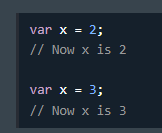 var x = 2;
// Now x is 2
var x = 3;
// Now x is 3